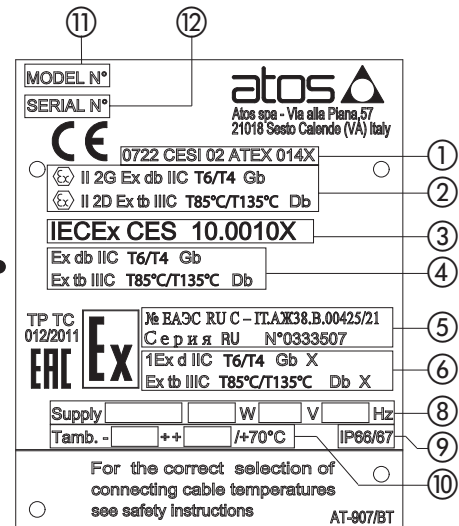 ⑪ ⑫
MODEL N°
SERIAL N°
atos
Atos spa - Via alla Piana,57
21018 Sesto Calende (VA) Italy
CE
0722 CESI 02 ATEX 014X ①
Ex II 2G Ex db IIC T6/T4 Gb
Ex II 2D Ex tb IIIC T85°C/T135°C Db ②
IECEx CES 10.0010X ③
Ex db IIC T6/T4 Gb
Ex tb IIIC T85°C/T135°C Db ④
TP TC
012/2011
EAC
Ex
№ ЕАЭС RU C – IT.АЖ38.В.00425/21
Серия RU N°0333507 ⑤
1Ex d IIC T6/T4 Gb X
Ex tb IIIC T85°C/T135°C Db X ⑥
Supply W V Hz ⑧
Tamb. - ++ /+70°C IP66/67 ⑨
⑩
For the correct selection of
connecting cable temperatures
see safety instructions
AT-907/BT